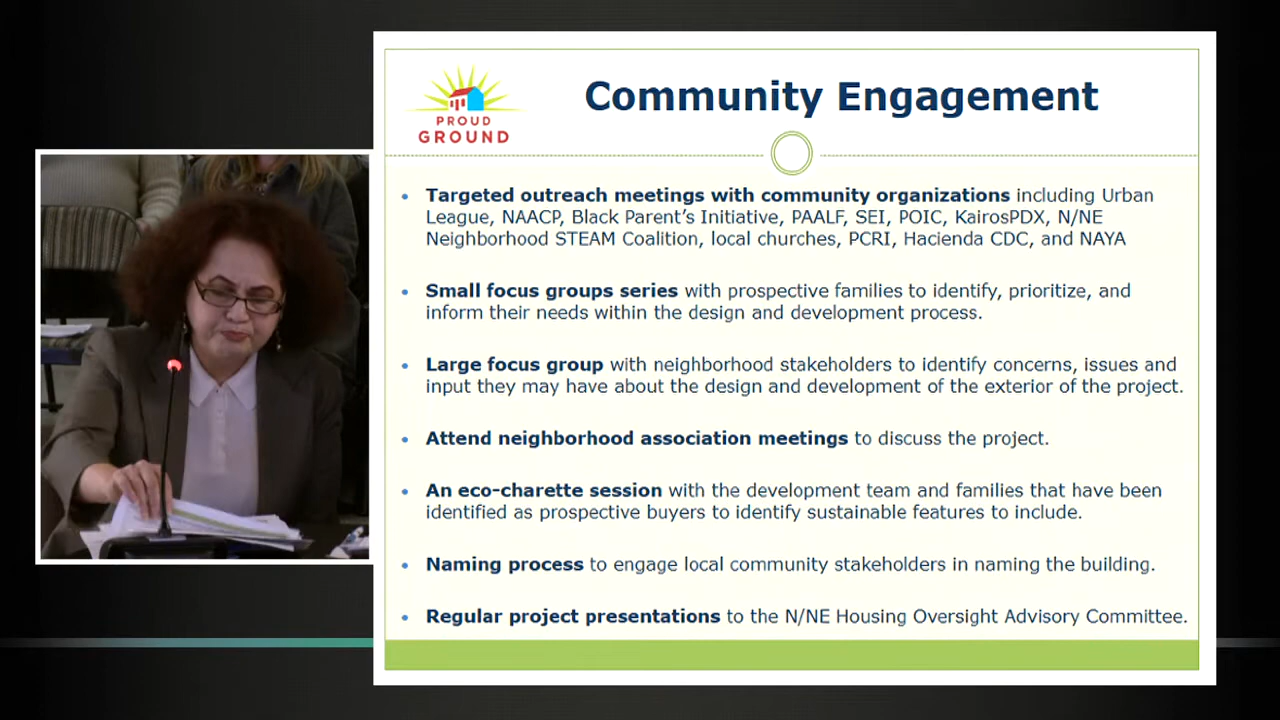 PROUD
GROUND
Community Engagement
• Targeted outreach meetings with community organizations including Urban
League, NAACP, Black Parent's Initiative, PAALF, SEI, POIC, KairosPDX, N/NE
Neighborhood STEAM Coalition, local churches, PCRI, Hacienda CDC, and NAYA
• Small focus groups series with prospective families to identify, prioritize, and
inform their needs within the design and development process.
• Large focus group with neighborhood stakeholders to identify concerns, issues and
input they may have about the design and development of the exterior of the project.
• Attend neighborhood association meetings to discuss the project.
• An eco-charette session with the development team and families that have been
identified as prospective buyers to identify sustainable features to include.
• Naming process to engage local community stakeholders in naming the building.
• Regular project presentations to the N/NE Housing Oversight Advisory Committee.